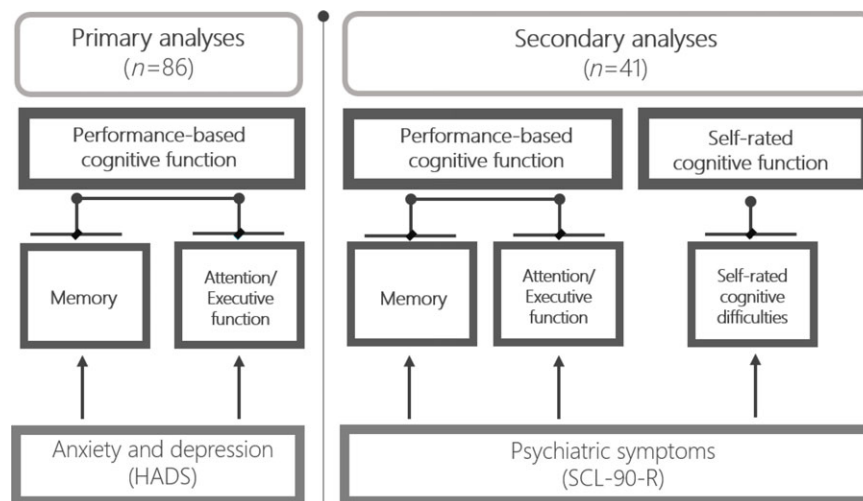 Primary analyses
(n=86)
Performance-based
cognitive function
Memory
Attention/
Executive
function
Anxiety and depression
(HADS)
Secondary analyses
(n=41)
Performance-based
cognitive function
Self-rated
cognitive function
Memory
Attention/
Executive
function
Self-rated
cognitive
difficulties
Psychiatric symptoms
(SCL-90-R)